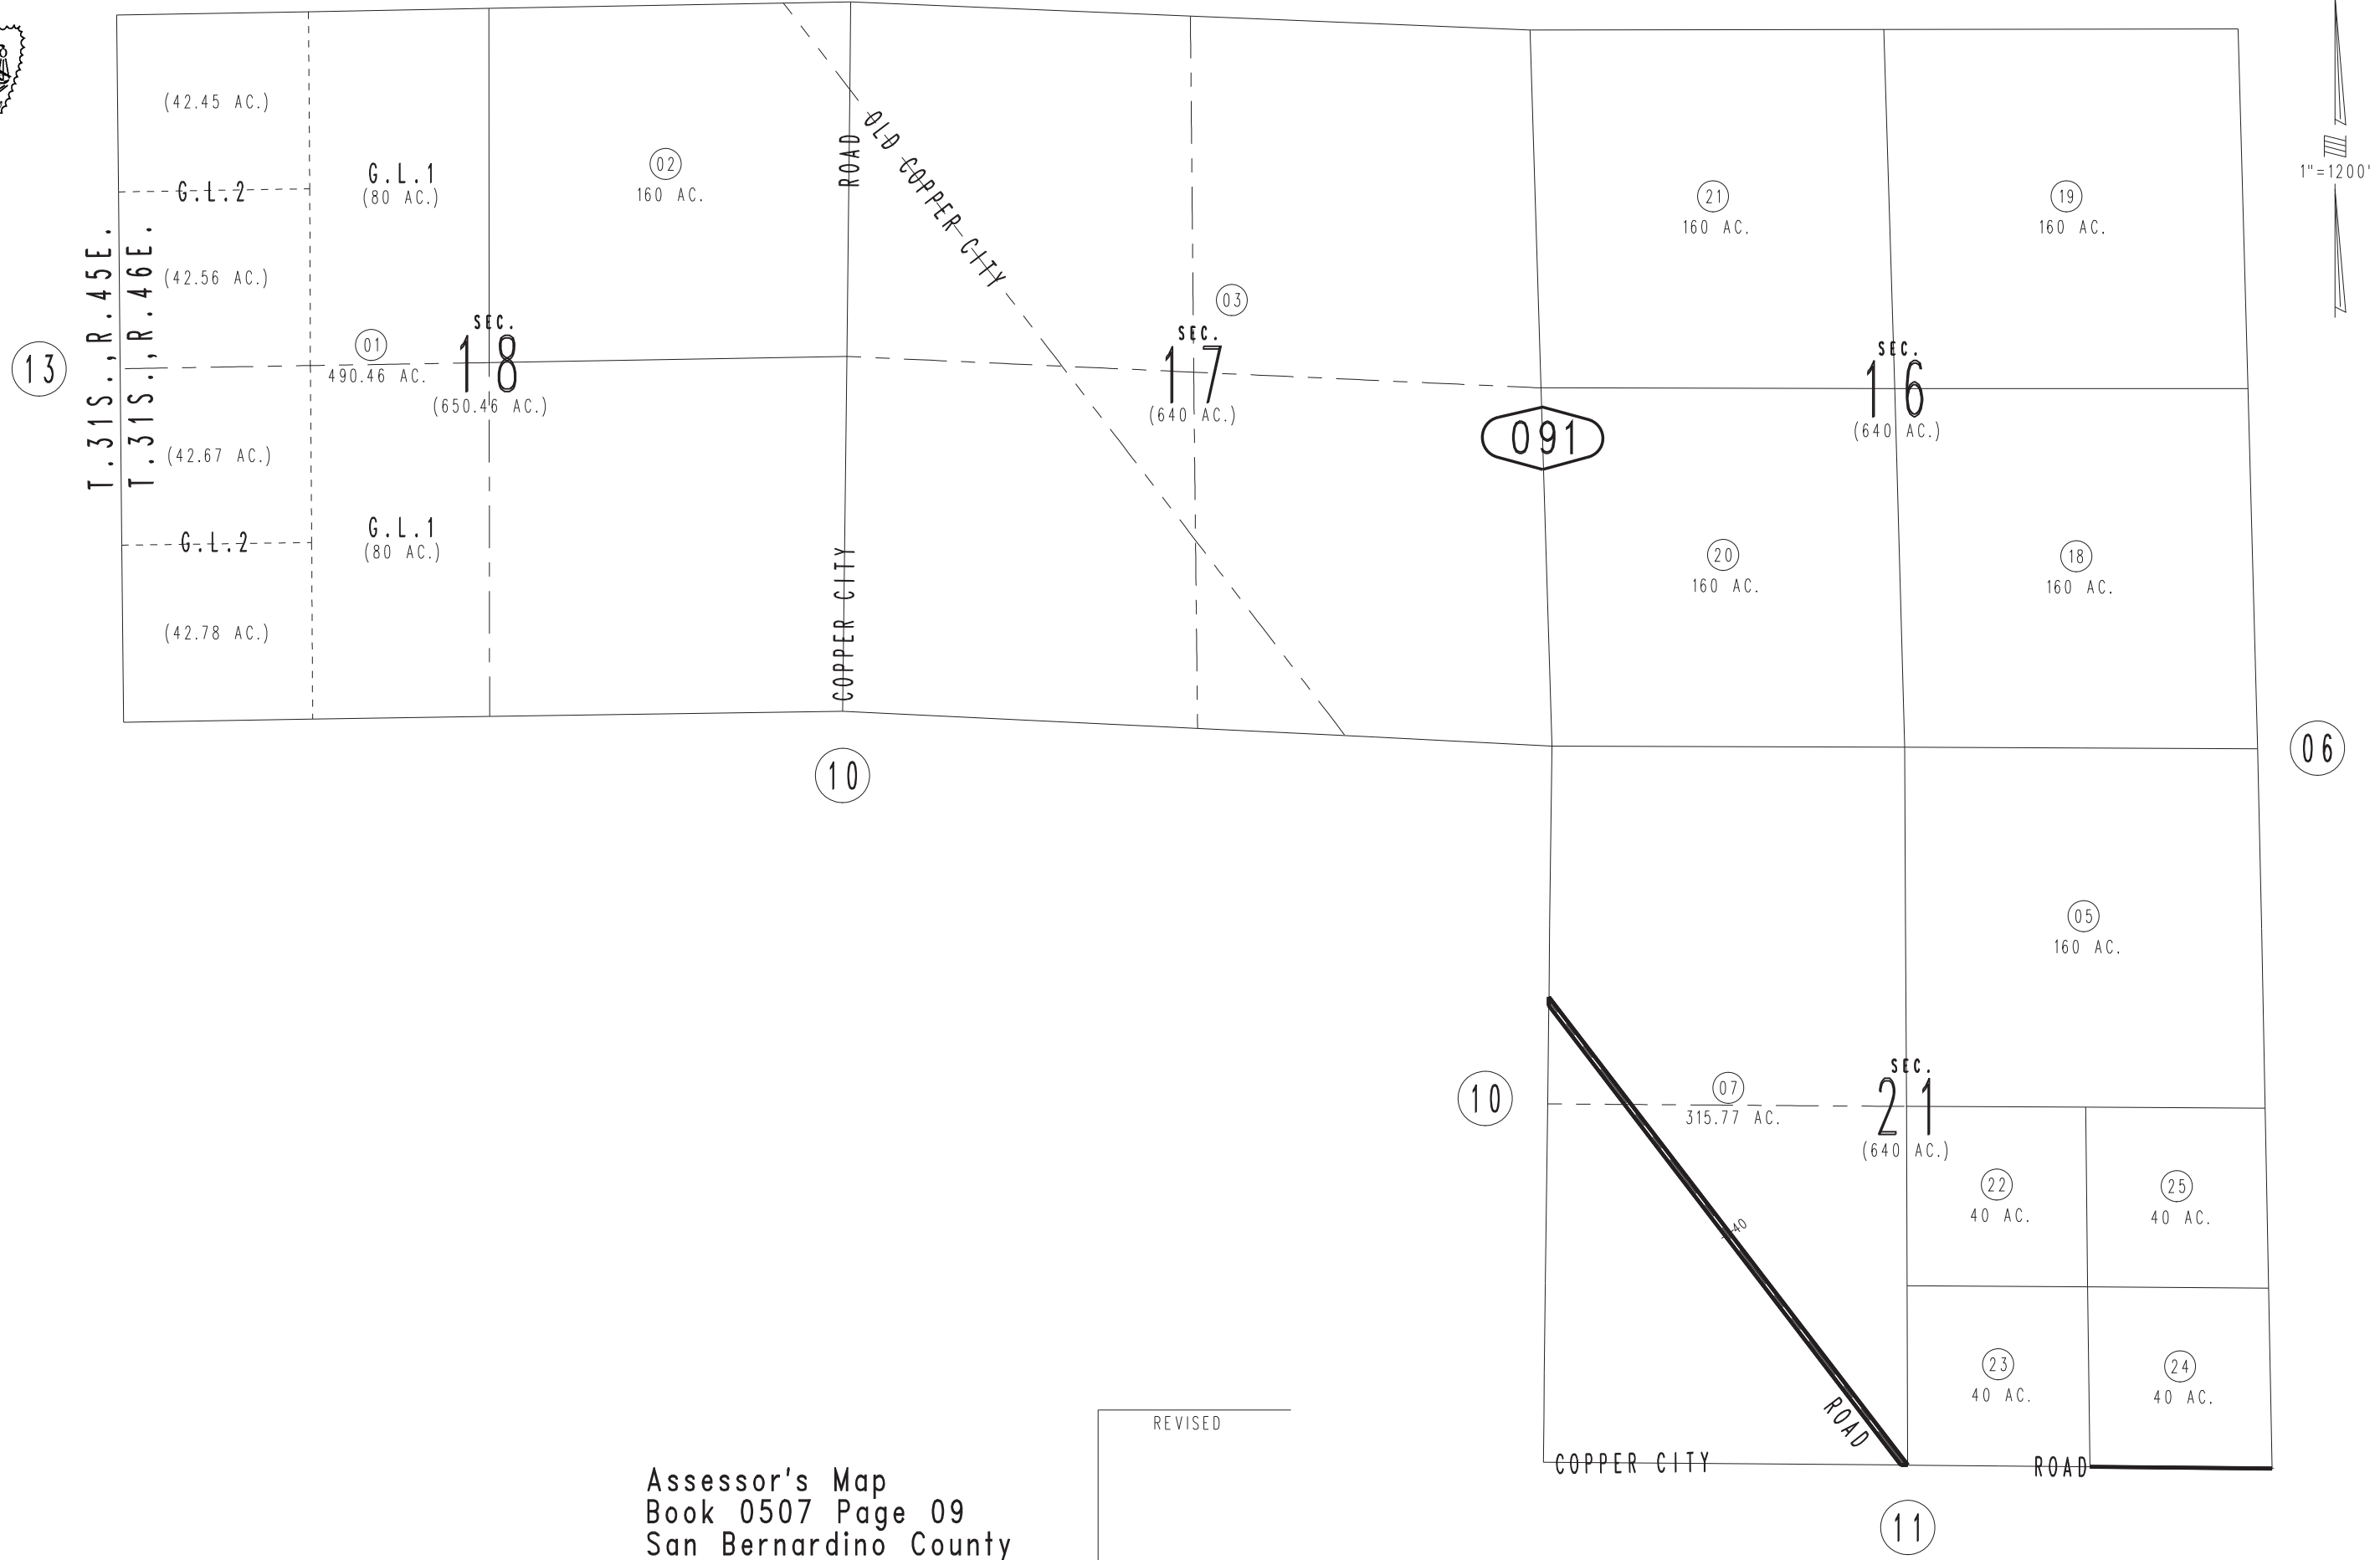 (42.45 AC.)
G.L.2
(42.56 AC.)
G.L.1
(80 AC.)
02
160 AC.
ROAD
OLD COPPER CITY
21
160 AC.
19
160 AC.
1"=1200'
T.31S.,R.45E.
T.31S.,R.46E.
13
01
490.46 AC.
SEC.
18
(650.46 AC.)
03
SEC.
17
(640 AC.)
091
SEC.
16
(640 AC.)
(42.67 AC.)
G.L.2
(42.78 AC.)
G.L.1
(80 AC.)
COPPER CITY
20
160 AC.
18
160 AC.
10
06
05
160 AC.
10
07
315.77 AC.
SEC.
21
(640 AC.)
22
40 AC.
25
40 AC.
40
23
40 AC.
24
40 AC.
ROAD
COPPER CITY
ROAD
11
REVISED
Assessor's Map
Book 0507 Page 09
San Bernardino County